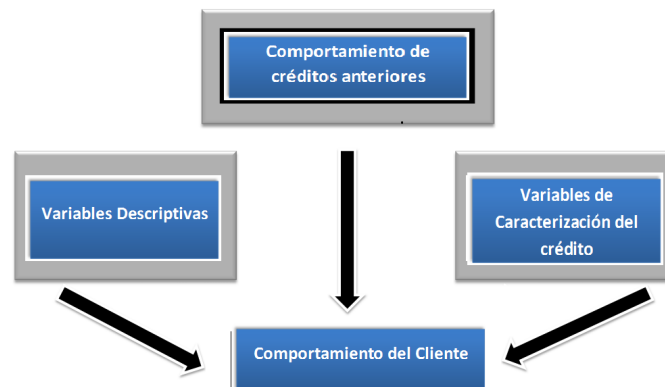 Comportamiento de
créditos anteriores
Variables Descriptivas
Variables de
Caracterización del
crédito
Comportamiento del Cliente